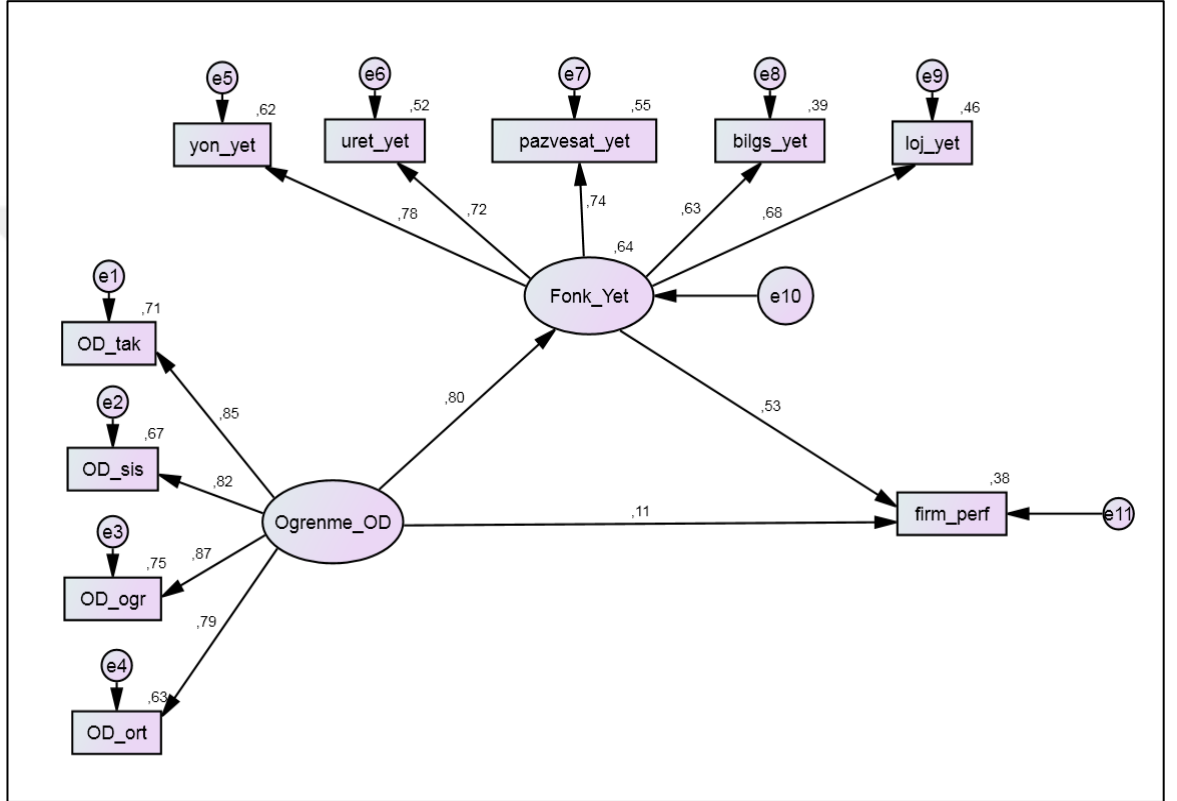 e5
e6
e7
e8
e9
,62
,52
,55
,39
,46
yon_yet
uret_yet
pazvesat_yet
bilgs_yet
loj_yet
,78
,72
,74
,63
,68
,64
Fonk_Yet
e10
e1
,71
OD_tak
,85
,80
,53
e2
,67
OD_sis
,82
Ogrenme_OD
,11
,38
firm_perf
e11
e3
,75
,87
OD_ogr
,79
e4
,63
OD_ort